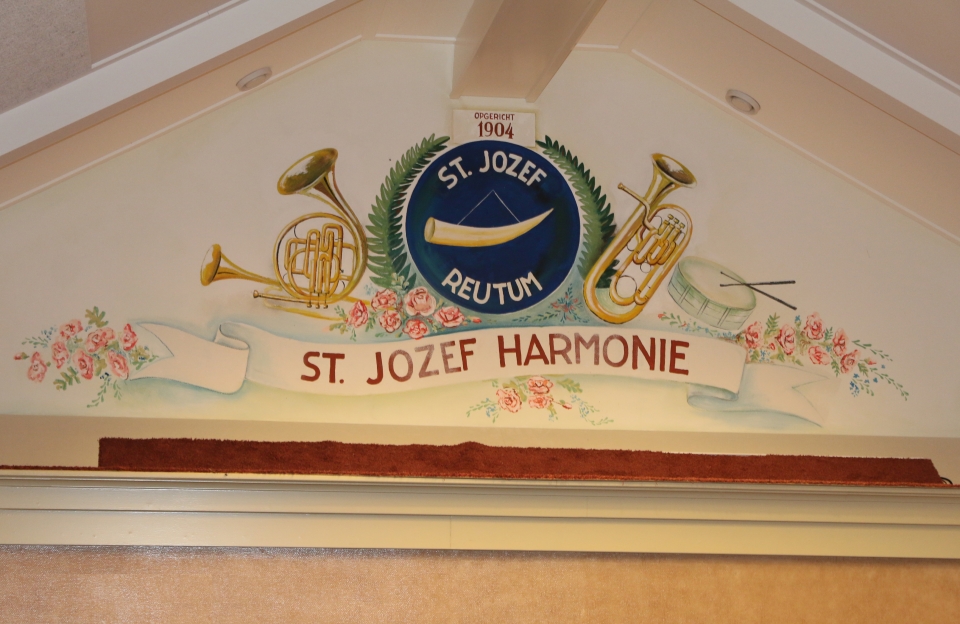 OPGERICHT
1904
ST. JOZEF
REUTUM
ST. JOZEF HARMONIE